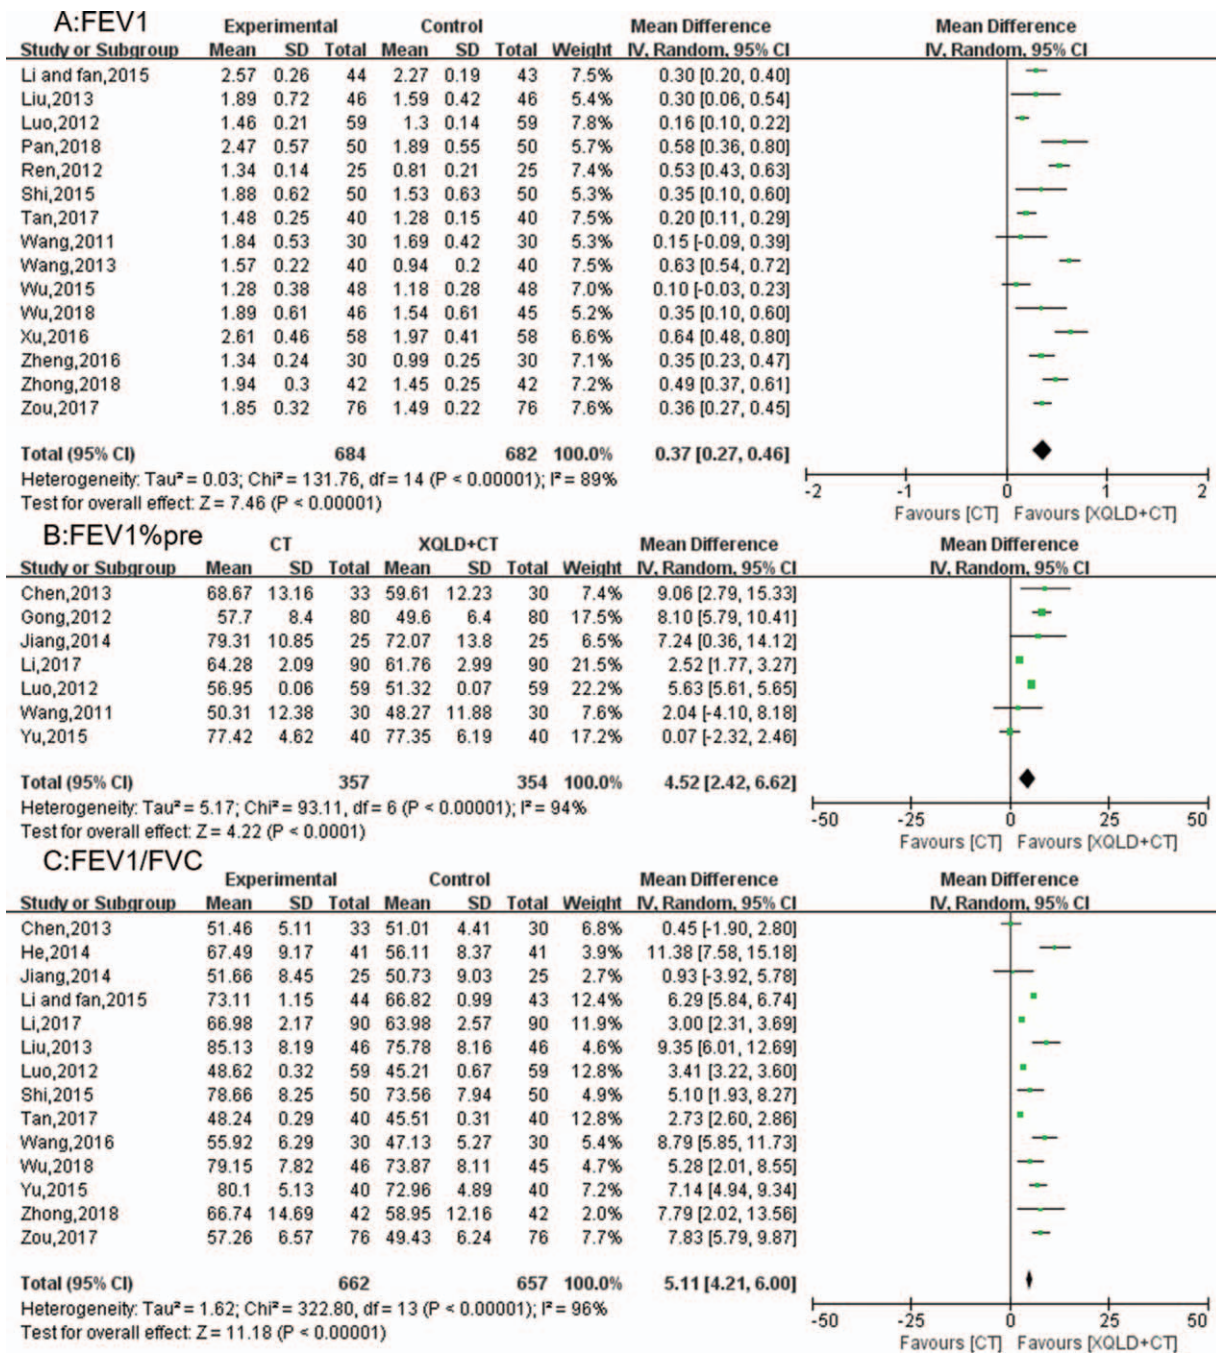 A:FEV1
Experimental Control Mean Difference Mean Difference
Study or Subgroup Mean SD Total Mean SD Total Weight IV, Random, 95% CI IV, Random, 95% CI
Li and fan,2015 2.57 0.26 44 2.27 0.19 43 7.5% 0.30 [0.20, 0.40]
Liu,2013 1.89 0.72 46 1.59 0.42 46 5.4% 0.30 [0.06, 0.54]
Luo,2012 1.46 0.21 59 1.3 0.14 59 7.8% 0.16 [0.10, 0.22]
Pan,2018 2.47 0.57 50 1.89 0.55 50 5.7% 0.58 [0.36, 0.80]
Ren,2012 1.34 0.14 25 0.81 0.21 25 7.4% 0.53 [0.43, 0.63]
Shi,2015 1.88 0.62 50 1.53 0.63 50 5.3% 0.35 [0.10, 0.60]
Tan,2017 1.48 0.25 40 1.28 0.15 40 7.5% 0.20 [0.11, 0.29]
Wang,2011 1.84 0.53 30 1.69 0.42 30 5.3% 0.15 [-0.09, 0.39]
Wang,2013 1.57 0.22 40 0.94 0.2 40 7.5% 0.63 [0.54, 0.72]
Wu,2015 1.28 0.38 48 1.18 0.28 48 7.0% 0.10 [-0.03, 0.23]
Wu,2018 1.89 0.61 46 1.54 0.61 45 5.2% 0.35 [0.10, 0.60]
Xu,2016 2.61 0.46 58 1.97 0.41 58 6.6% 0.64 [0.48, 0.80]
Zheng,2016 1.34 0.24 30 0.99 0.25 30 7.1% 0.35 [0.23, 0.47]
Zhong,2018 1.94 0.3 42 1.45 0.25 42 7.2% 0.49 [0.37, 0.61]
Zou,2017 1.85 0.32 76 1.49 0.22 76 7.6% 0.36 [0.27, 0.45]
Total (95% CI) 684 682 100.0% 0.37 [0.27, 0.46]
Heterogeneity: Tau² = 0.03; Chi² = 131.76, df = 14 (P < 0.00001); I² = 89%
Test for overall effect: Z = 7.46 (P < 0.00001)
-2 -1 0 1 2
Favours [CT] Favours [XQLD+CT]
B:FEV1%pre
CT XQLD+CT Mean Difference Mean Difference
Study or Subgroup Mean SD Total Mean SD Total Weight IV, Random, 95% CI IV, Random, 95% CI
Chen,2013 68.67 13.16 33 59.61 12.23 30 7.4% 9.06 [2.79, 15.33]
Gong,2012 57.7 8.4 80 49.6 6.4 80 17.5% 8.10 [5.79, 10.41]
Jiang,2014 79.31 10.85 25 72.07 13.8 25 6.5% 7.24 [0.36, 14.12]
Li,2017 64.28 2.09 90 61.76 2.99 90 21.5% 2.52 [1.77, 3.27]
Luo,2012 56.95 0.06 59 51.32 0.07 59 22.2% 5.63 [5.61, 5.65]
Wang,2011 50.31 12.38 30 48.27 11.88 30 7.6% 2.04 [-4.10, 8.18]
Yu,2015 77.42 4.62 40 77.35 6.19 40 17.2% 0.07 [-2.32, 2.46]
Total (95% CI) 357 354 100.0% 4.52 [2.42, 6.62]
Heterogeneity: Tau² = 5.17; Chi² = 93.11, df = 6 (P < 0.00001); I² = 94%
Test for overall effect: Z = 4.22 (P < 0.0001)
-50 -25 0 25 50
Favours [CT] Favours [XQLD+CT]
C:FEV1/FVC
Experimental Control Mean Difference Mean Difference
Study or Subgroup Mean SD Total Mean SD Total Weight IV, Random, 95% CI IV, Random, 95% CI
Chen,2013 51.46 5.11 33 51.01 4.41 30 6.8% 0.45 [-1.90, 2.80]
He,2014 67.49 9.17 41 56.11 8.37 41 3.9% 11.38 [7.58, 15.18]
Jiang,2014 51.66 8.45 25 50.73 9.03 25 2.7% 0.93 [-3.92, 5.78]
Li and fan,2015 73.11 1.15 44 66.82 0.99 43 12.4% 6.29 [5.84, 6.74]
Li,2017 66.98 2.17 90 63.98 2.57 90 11.9% 3.00 [2.31, 3.69]
Liu,2013 85.13 8.19 46 75.78 8.16 46 4.6% 9.35 [6.01, 12.69]
Luo,2012 48.62 0.32 59 45.21 0.67 59 12.8% 3.41 [3.22, 3.60]
Shi,2015 78.66 8.25 50 73.56 7.94 50 4.9% 5.10 [1.93, 8.27]
Tan,2017 48.24 0.29 40 45.51 0.31 40 12.8% 2.73 [2.60, 2.86]
Wang,2016 55.92 6.29 30 47.13 5.27 30 5.4% 8.79 [5.85, 11.73]
Wu,2018 79.15 7.82 46 73.87 8.11 45 4.7% 5.28 [2.01, 8.55]
Yu,2015 80.1 5.13 40 72.96 4.89 40 7.2% 7.14 [4.94, 9.34]
Zhong,2018 66.74 14.69 42 58.95 12.16 42 2.0% 7.79 [2.02, 13.56]
Zou,2017 57.26 6.57 76 49.43 6.24 76 7.7% 7.83 [5.79, 9.87]
Total (95% CI) 662 657 100.0% 5.11 [4.21, 6.00]
Heterogeneity: Tau² = 1.62; Chi² = 322.80, df = 13 (P < 0.00001); I² = 96%
Test for overall effect: Z = 11.18 (P < 0.00001)
-50 -25 0 25 50
Favours [CT] Favours [XQLD+CT]